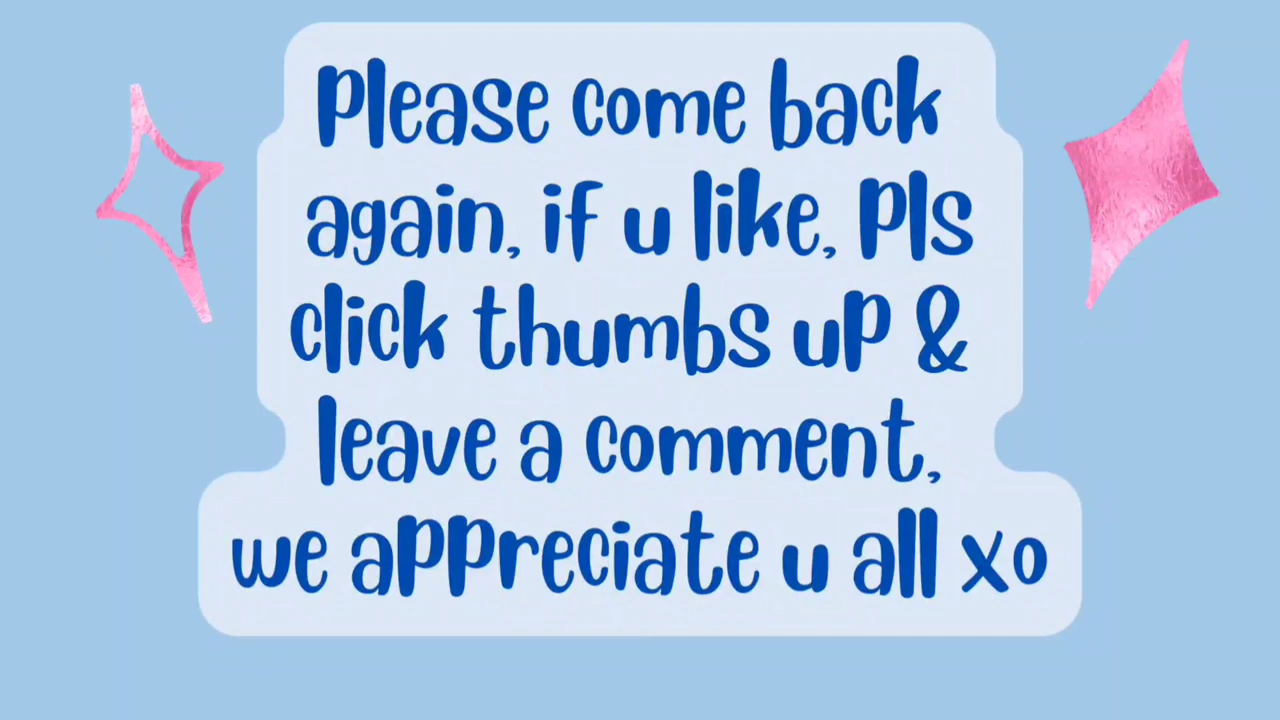 Please come back
again, if u like, Pls
click thumbs up &
leave a comment,
we appreciate u all xo